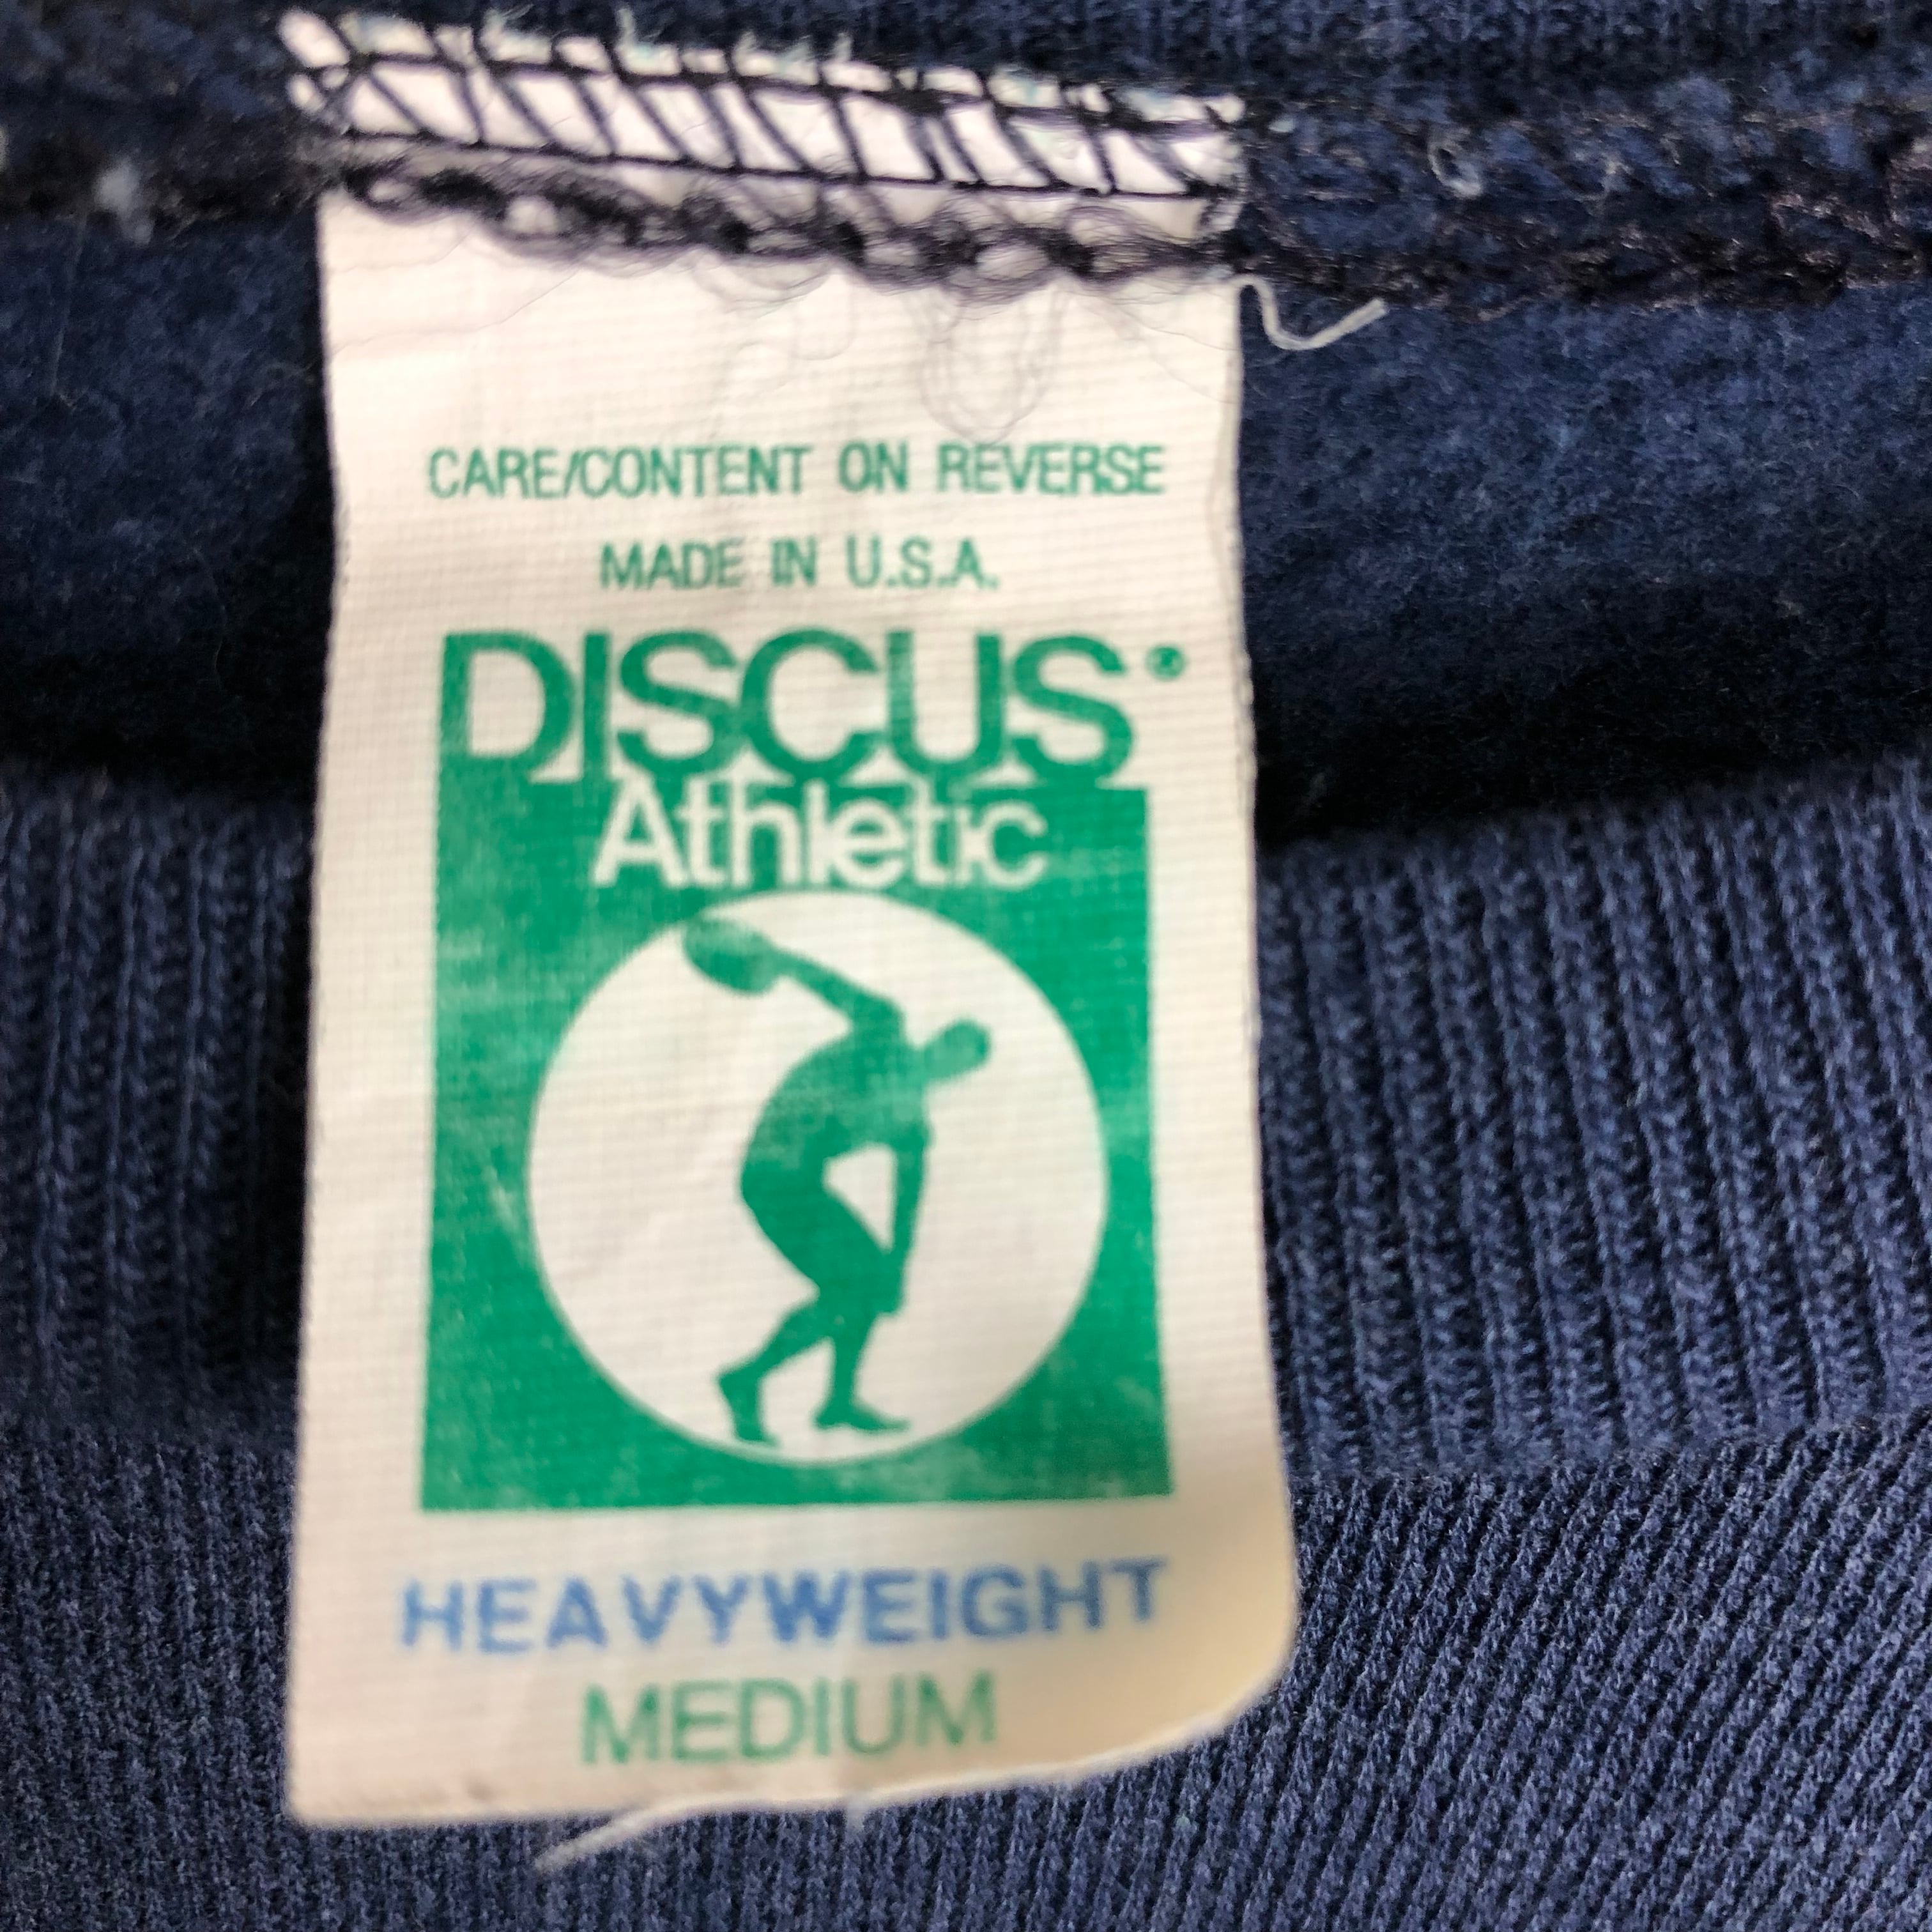 CARE/CONTENT ON REVERSE
MADE IN U.S.A.
DISCUS®
Athletic
HEAVYWEIGHT
MEDIUM